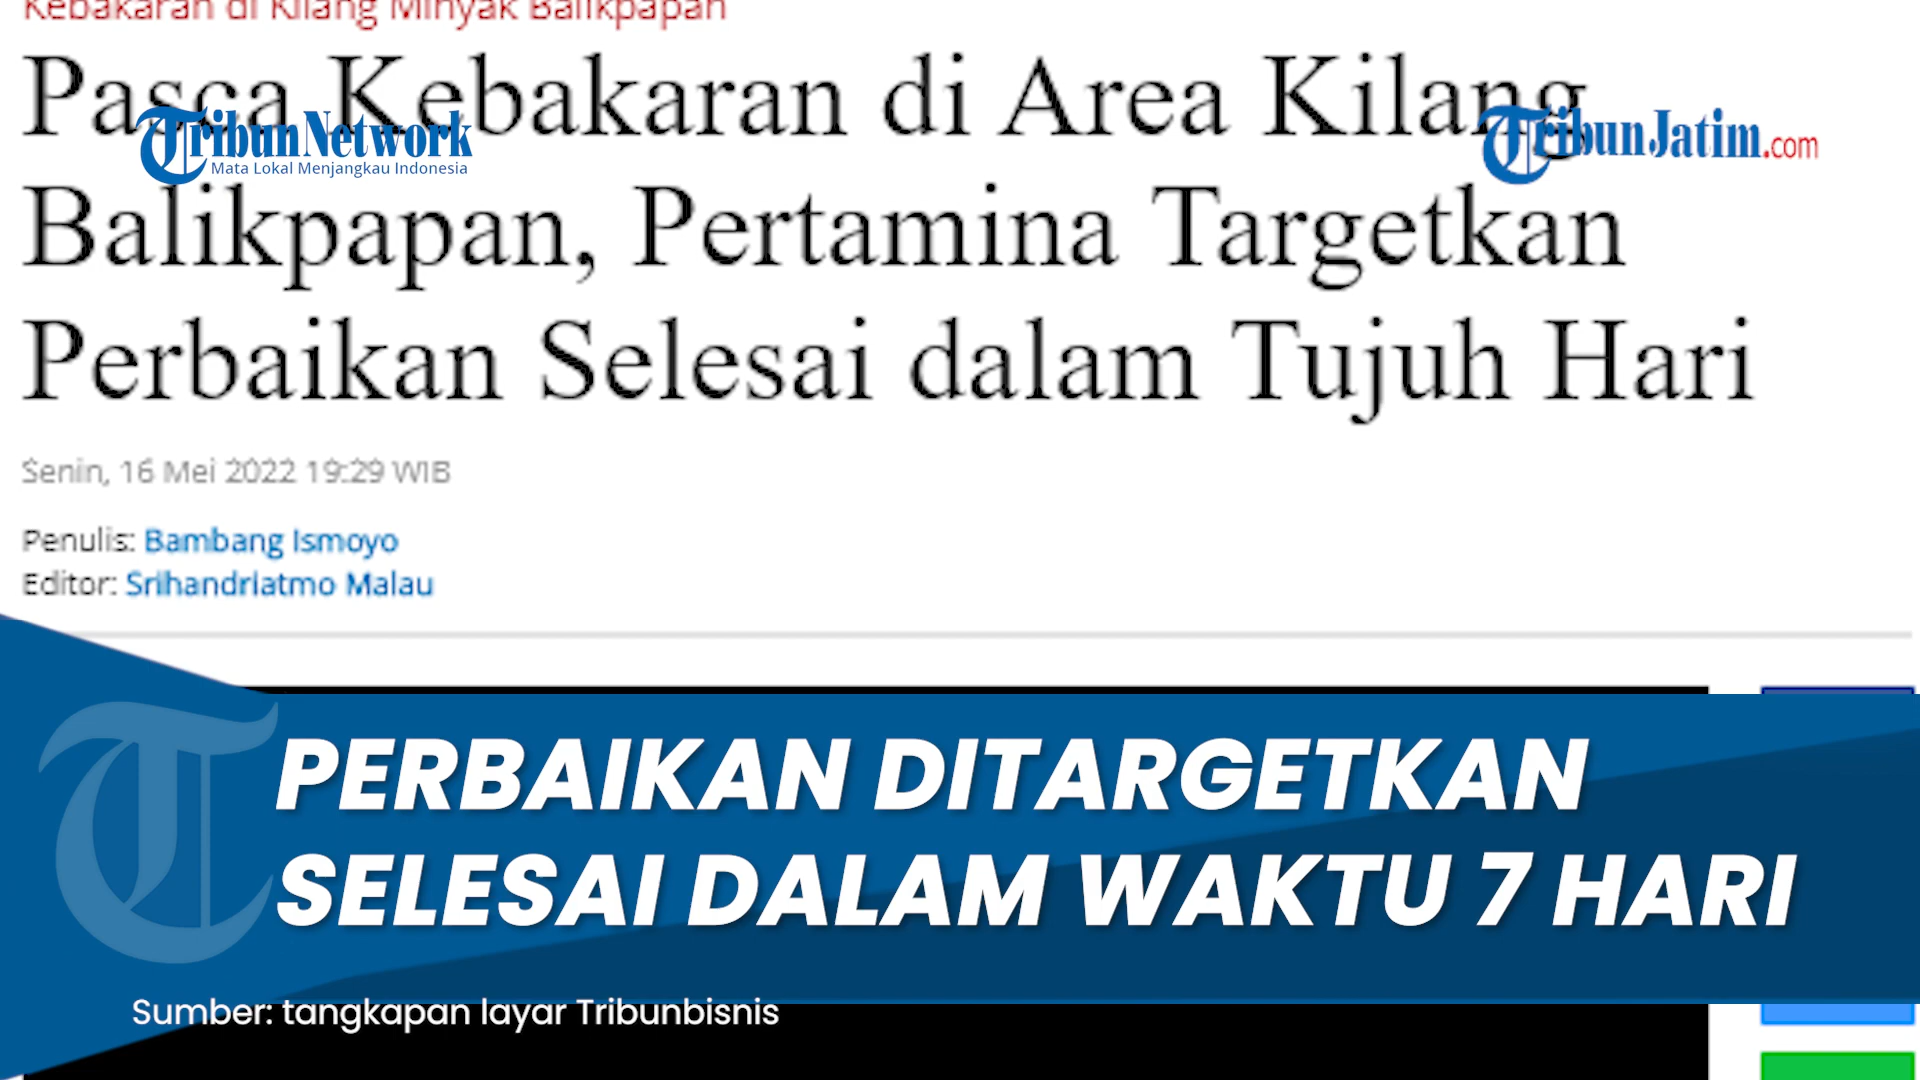 Kebakaran di Kilang Minyak Balikpapan
Pasca Kebakaran di Area Kilang
TribunNetwork
Mata Lokal Menjangkau Indonesia
TribunJatim.com
Balikpapan, Pertamina Targetkan
Perbaikan Selesai dalam Tujuh Hari
Senin, 16 Mei 2022 19:29 WIB
Penulis: Bambang Ismoyo
Editor: Srihandriatmo Malau
PERBAIKAN DITARGETKAN
SELESAI DALAM WAKTU 7 HARI
Sumber: tangkapan layar Tribunbisnis